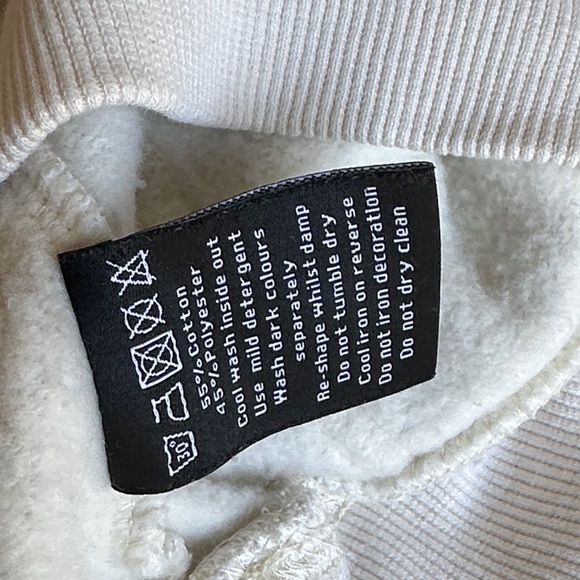 30°
55%Cotton
45%Polyester
Cool wash inside out
Use mild detergent
Wash dark colours
separately
Re-shape whilst damp
Do not tumble dry
Cool iron on reverse
Do not iron decoration
Do not dry clean